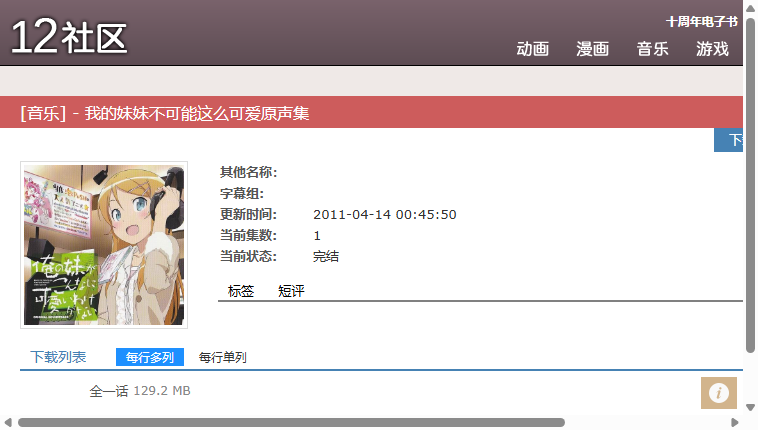 12社区
十周年电子书
动画 漫画 音乐 游戏
[音乐] - 我的妹妹不可能这么可爱原声集
其他名称:
字幕组:
更新时间: 2011-04-14 00:45:50
当前集数: 1
当前状态: 完结
标签 短评
俺の妹が
こんなに
可愛いわけ
がない
下载列表 每行多列 每行单列
全一话 129.2 MB